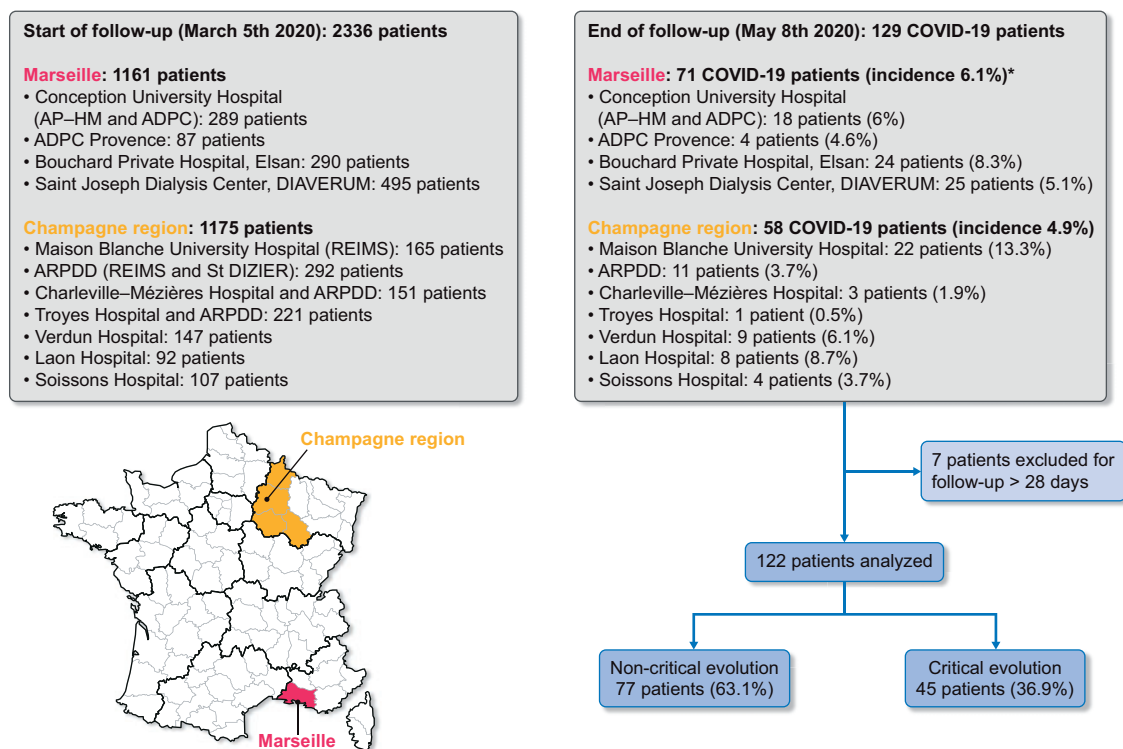 Start of follow-up (March 5th 2020): 2336 patients
Marseille: 1161 patients
• Conception University Hospital
(AP–HM and ADPC): 289 patients
• ADPC Provence: 87 patients
• Bouchard Private Hospital, Elsan: 290 patients
• Saint Joseph Dialysis Center, DIAVERUM: 495 patients
Champagne region: 1175 patients
• Maison Blanche University Hospital (REIMS): 165 patients
• ARPDD (REIMS and St DIZIER): 292 patients
• Charleville–Mézières Hospital and ARPDD: 151 patients
• Troyes Hospital and ARPDD: 221 patients
• Verdun Hospital: 147 patients
• Laon Hospital: 92 patients
• Soissons Hospital: 107 patients
End of follow-up (May 8th 2020): 129 COVID-19 patients
Marseille: 71 COVID-19 patients (incidence 6.1%)*
• Conception University Hospital
(AP–HM and ADPC): 18 patients (6%)
• ADPC Provence: 4 patients (4.6%)
• Bouchard Private Hospital, Elsan: 24 patients (8.3%)
• Saint Joseph Dialysis Center, DIAVERUM: 25 patients (5.1%)
Champagne region: 58 COVID-19 patients (incidence 4.9%)
• Maison Blanche University Hospital: 22 patients (13.3%)
• ARPDD: 11 patients (3.7%)
• Charleville–Mézières Hospital: 3 patients (1.9%)
• Troyes Hospital: 1 patient (0.5%)
• Verdun Hospital: 9 patients (6.1%)
• Laon Hospital: 8 patients (8.7%)
• Soissons Hospital: 4 patients (3.7%)
Champagne region
Marseille
7 patients excluded for
follow-up > 28 days
122 patients analyzed
Non-critical evolution
77 patients (63.1%)
Critical evolution
45 patients (36.9%)